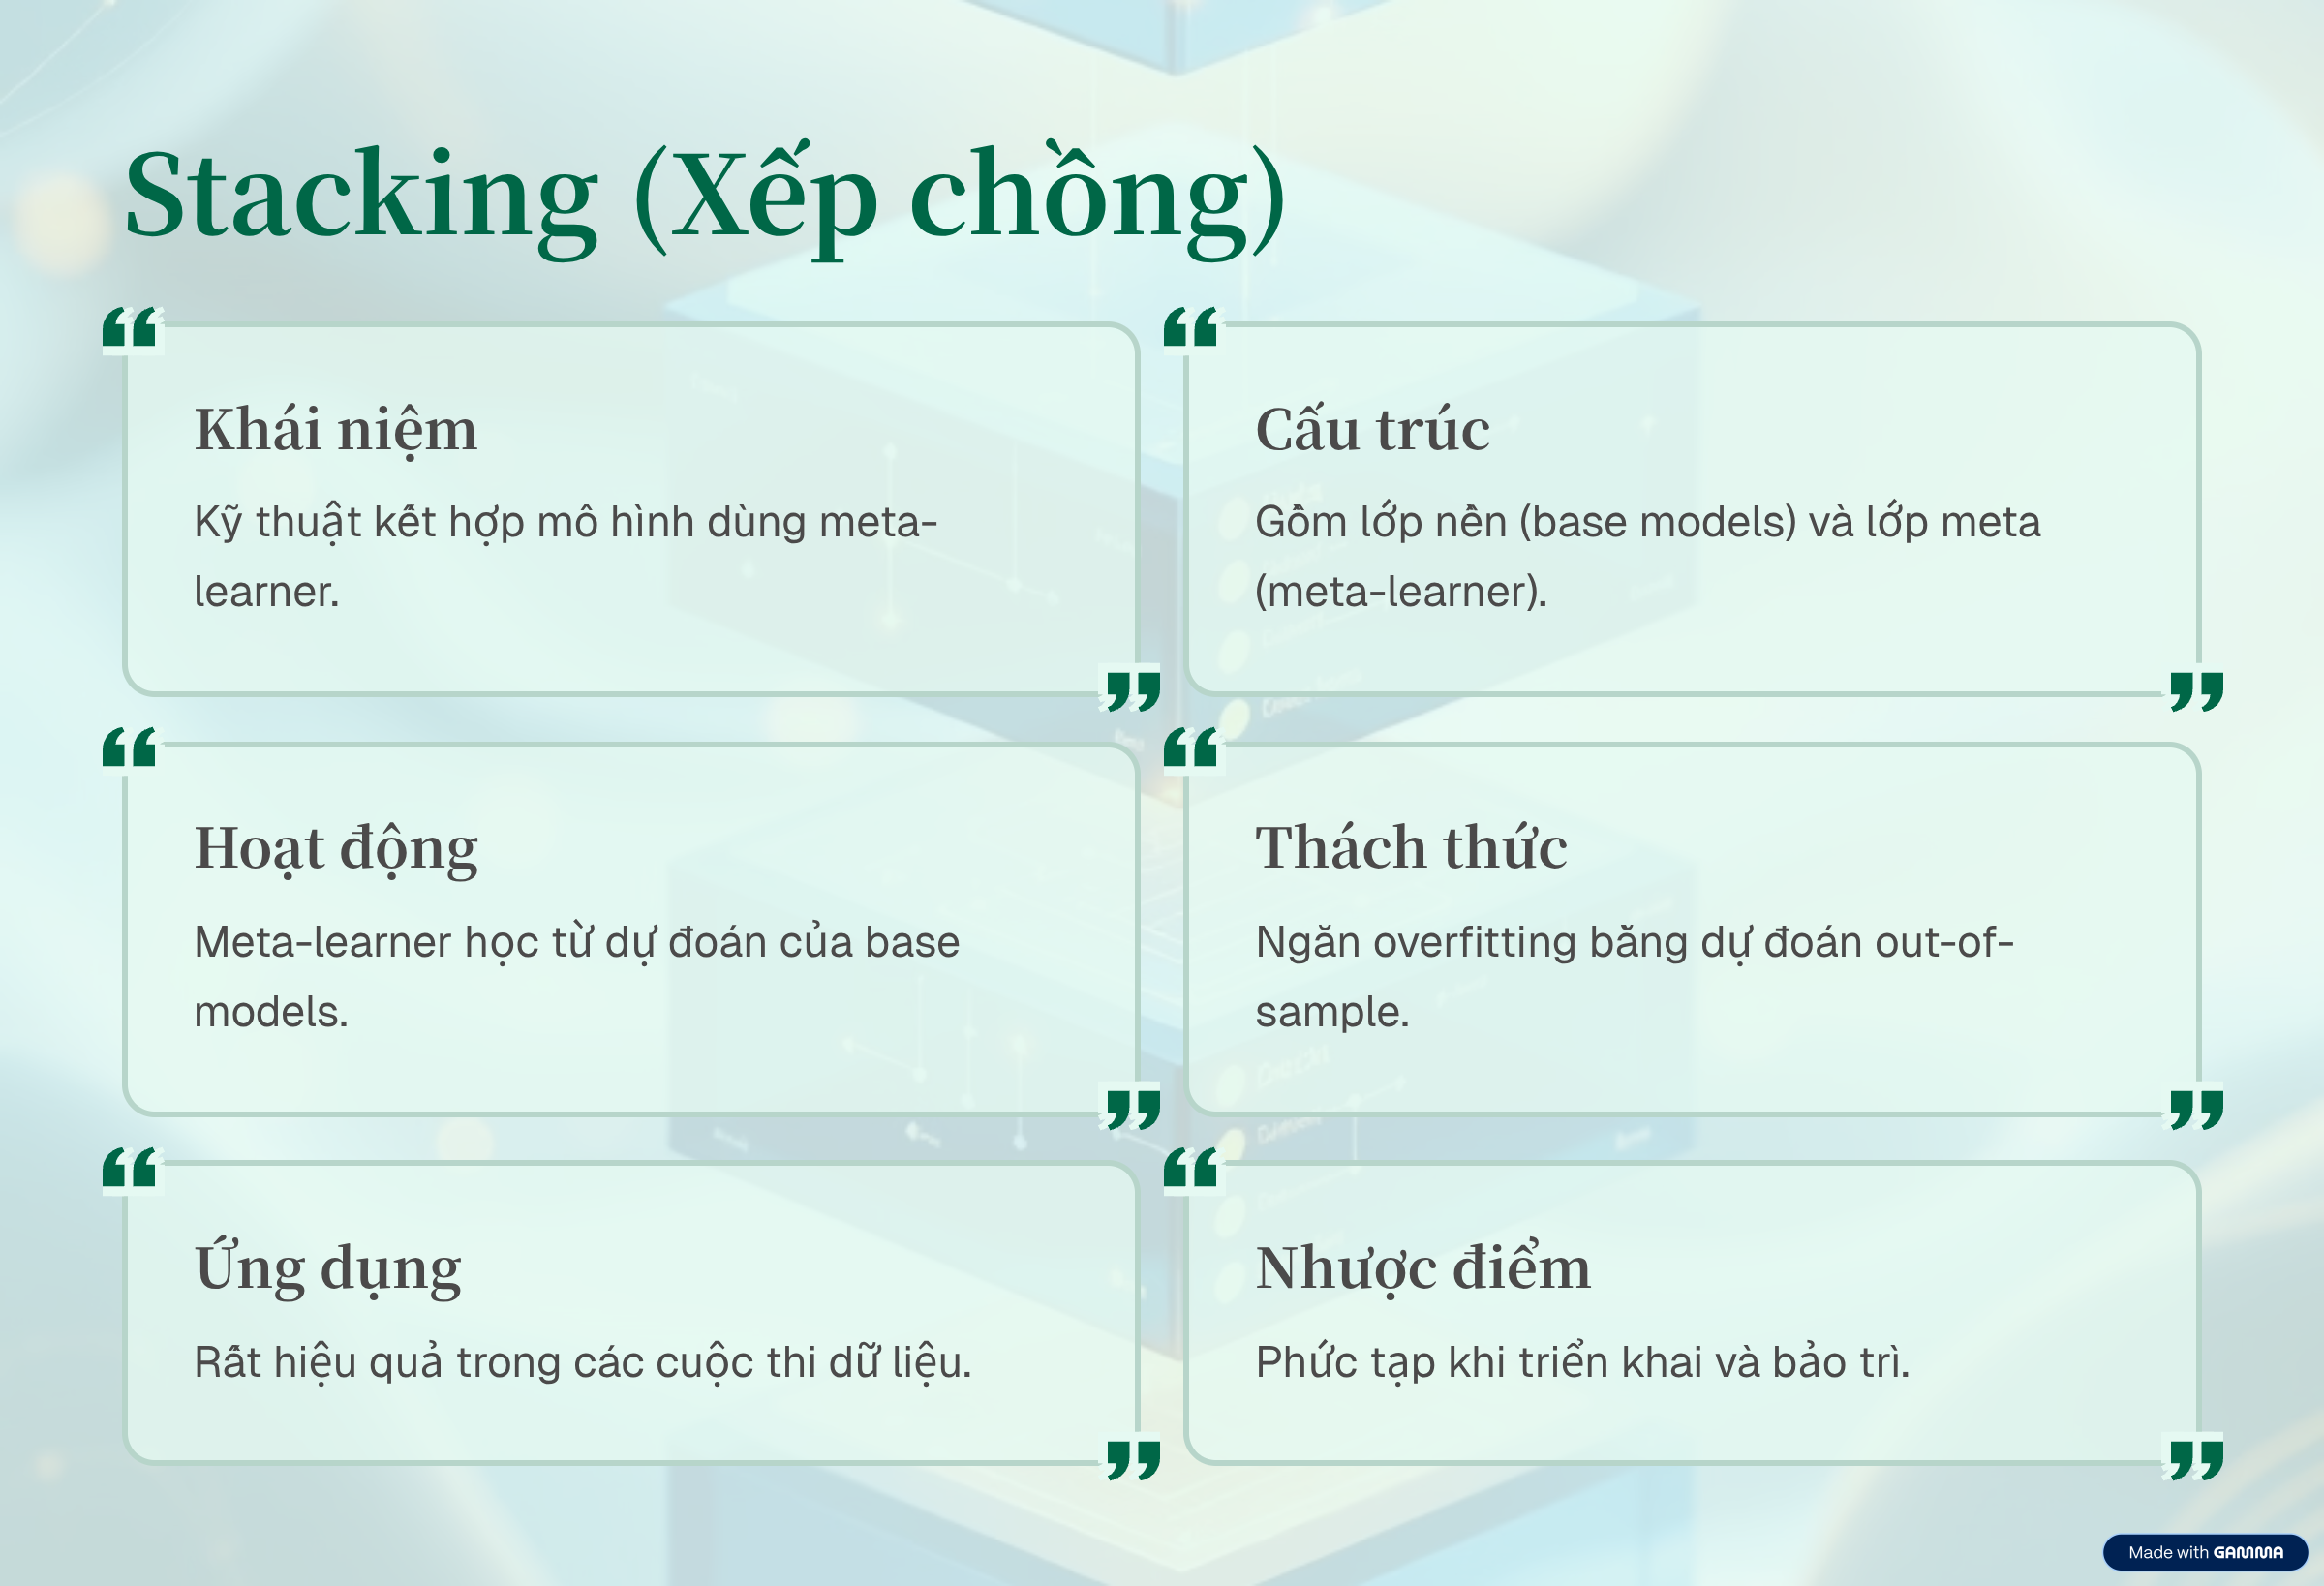 Stacking (Xếp chồng)
Khái niệm
Kỹ thuật kết hợp mô hình dùng meta-
learner.
Cấu trúc
Gồm lớp nền (base models) và lớp meta
(meta-learner).
Hoạt động
Meta-learner học từ dự đoán của base
models.
Thách thức
Ngăn overfitting bằng dự đoán out-of-
sample.
Ứng dụng
Rất hiệu quả trong các cuộc thi dữ liệu.
Nhược điểm
Phức tạp khi triển khai và bảo trì.
Made with GAMMA